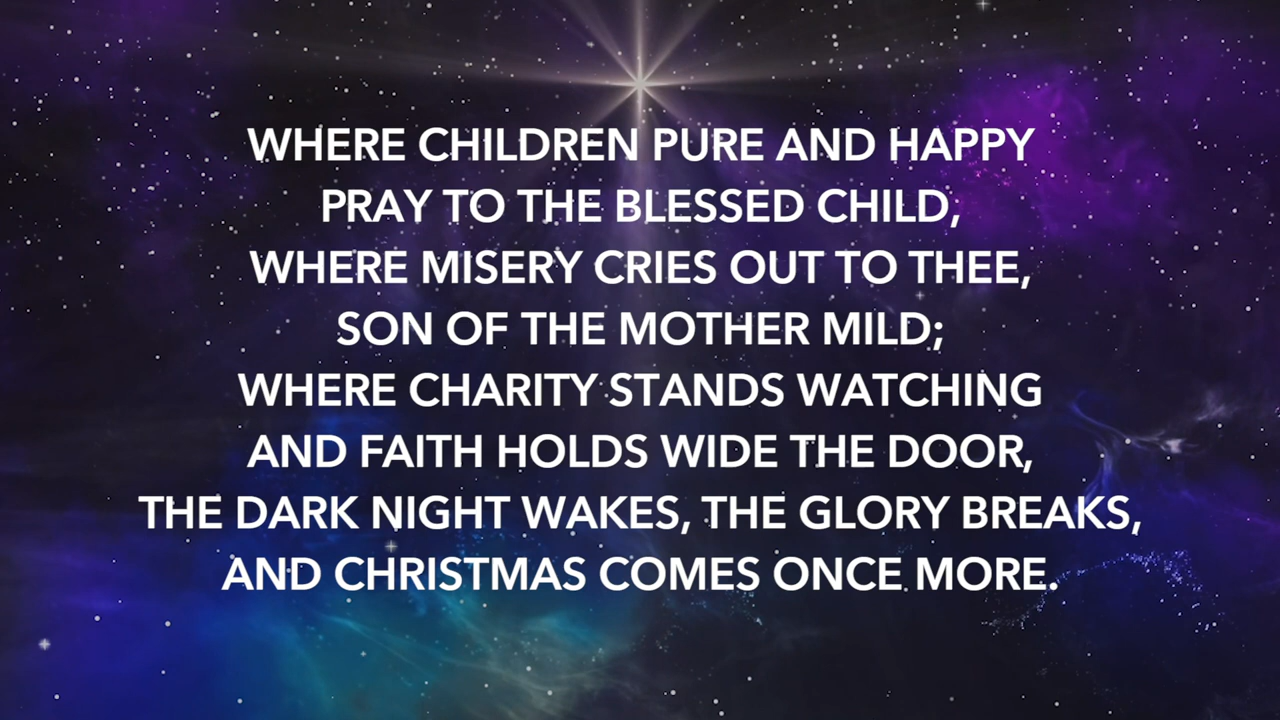 WHERE CHILDREN PURE AND HAPPY
PRAY TO THE BLESSED CHILD,
WHERE MISERY CRIES OUT TO THEE,
SON OF THE MOTHER MILD;
WHERE CHARITY STANDS WATCHING
AND FAITH HOLDS WIDE THE DOOR,
THE DARK NIGHT WAKES, THE GLORY BREAKS,
AND CHRISTMAS COMES ONCE MORE.